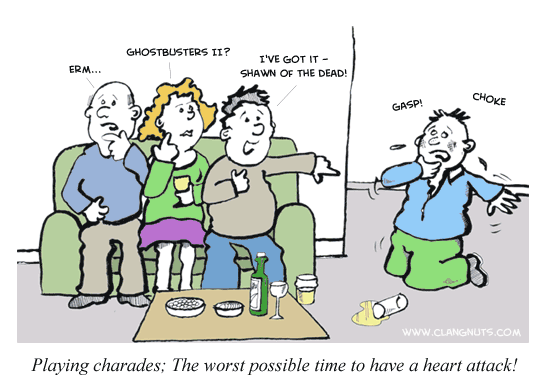 ERM...
GHOSTBUSTERS II?
I'VE GOT IT -
SHAWN OF THE DEAD!
GASP!
CHOKE
WWW.CLANGNUTS.COM
Playing charades; The worst possible time to have a heart attack!